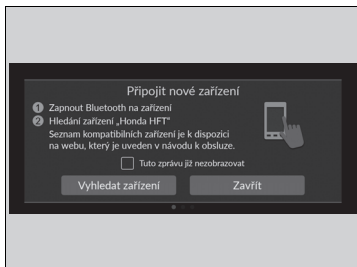 Připojit nové zařízení
1 Zapnout Bluetooth na zařízení
2 Hledání zařízení „Honda HFT"
Seznam kompatibilních zařízení je k dispozici
na webu, který je uveden v návodu k obsluze.
Tuto zprávu již nezobrazovat
Vyhledat zařízení
Zavřít